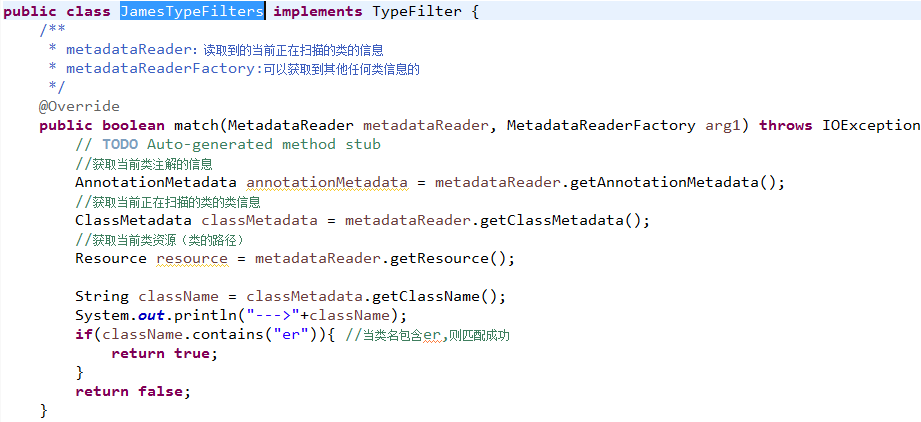 public class JamesTypeFilters implements TypeFilter {
/**
* metadataReader：读取到的当前正在扫描的类的信息
* metadataReaderFactory:可以获取到其他任何类信息的
*/
@Override
public boolean match(MetadataReader metadataReader, MetadataReaderFactory arg1) throws IOException
// TODO Auto-generated method stub
//获取当前类注解的信息
AnnotationMetadata annotationMetadata = metadataReader.getAnnotationMetadata();
//获取当前正在扫描的类的类信息
ClassMetadata classMetadata = metadataReader.getClassMetadata();
//获取当前类资源（类的路径）
Resource resource = metadataReader.getResource();
String className = classMetadata.getClassName();
System.out.println("--->"+className);
if(className.contains("er")){ //当类名包含er,则匹配成功
return true;
}
return false;
}